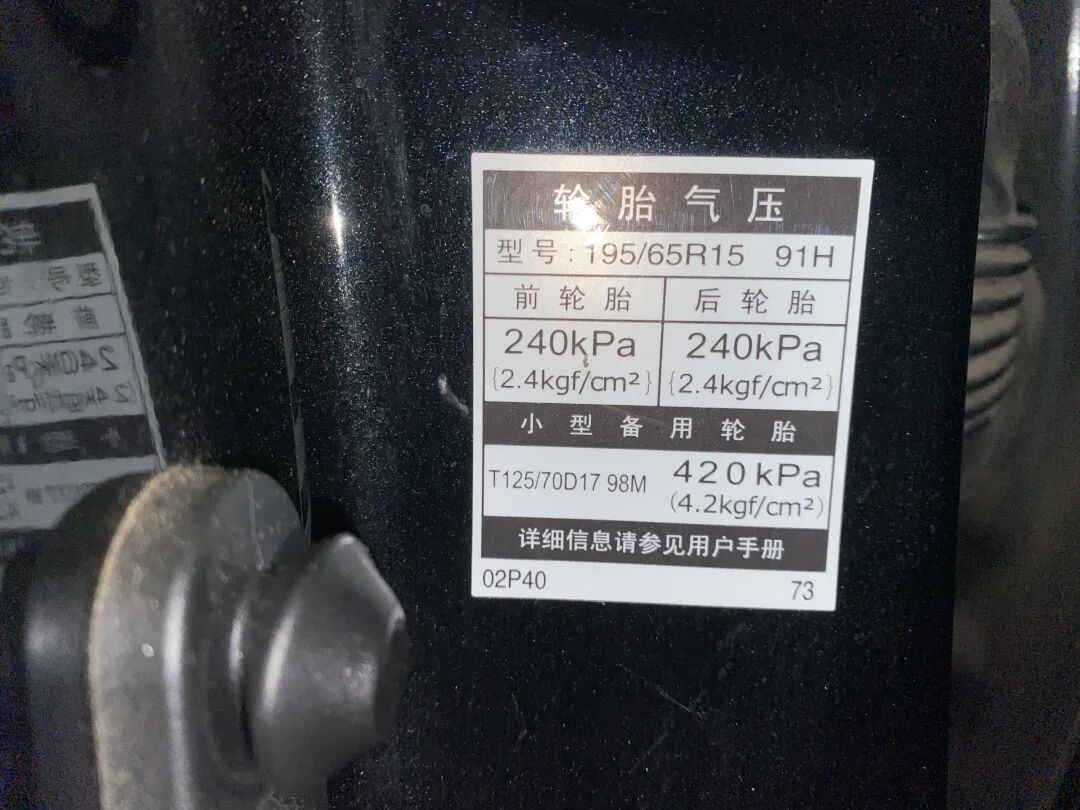 轮胎气压
型号:195/65R15 91H
前轮胎 后轮胎
240kPa 240kPa
{2.4kgf/cm²} {2.4kgf/cm²}
小型备用轮胎
T125/70D17 98M 420kPa
(4.2kgf/cm²)
详细信息请参见用户手册
02P40 73